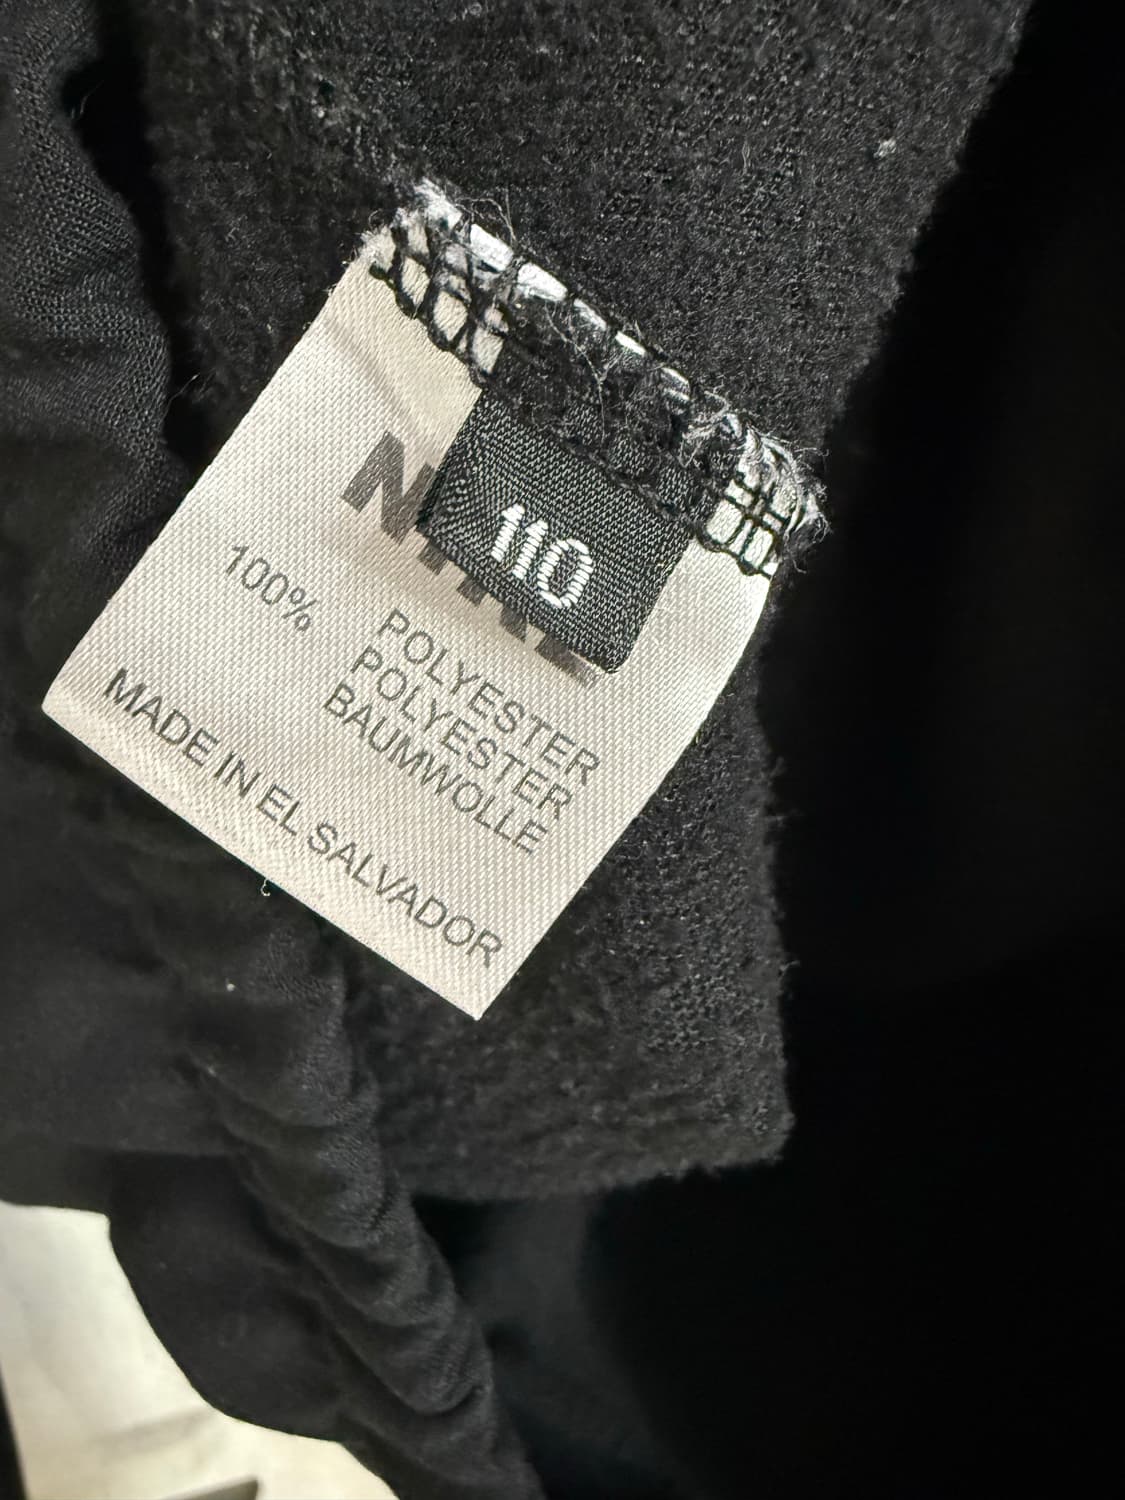 110
100% POLYESTER
POLYESTER
BAUMWOLLE
MADE IN EL SALVADOR